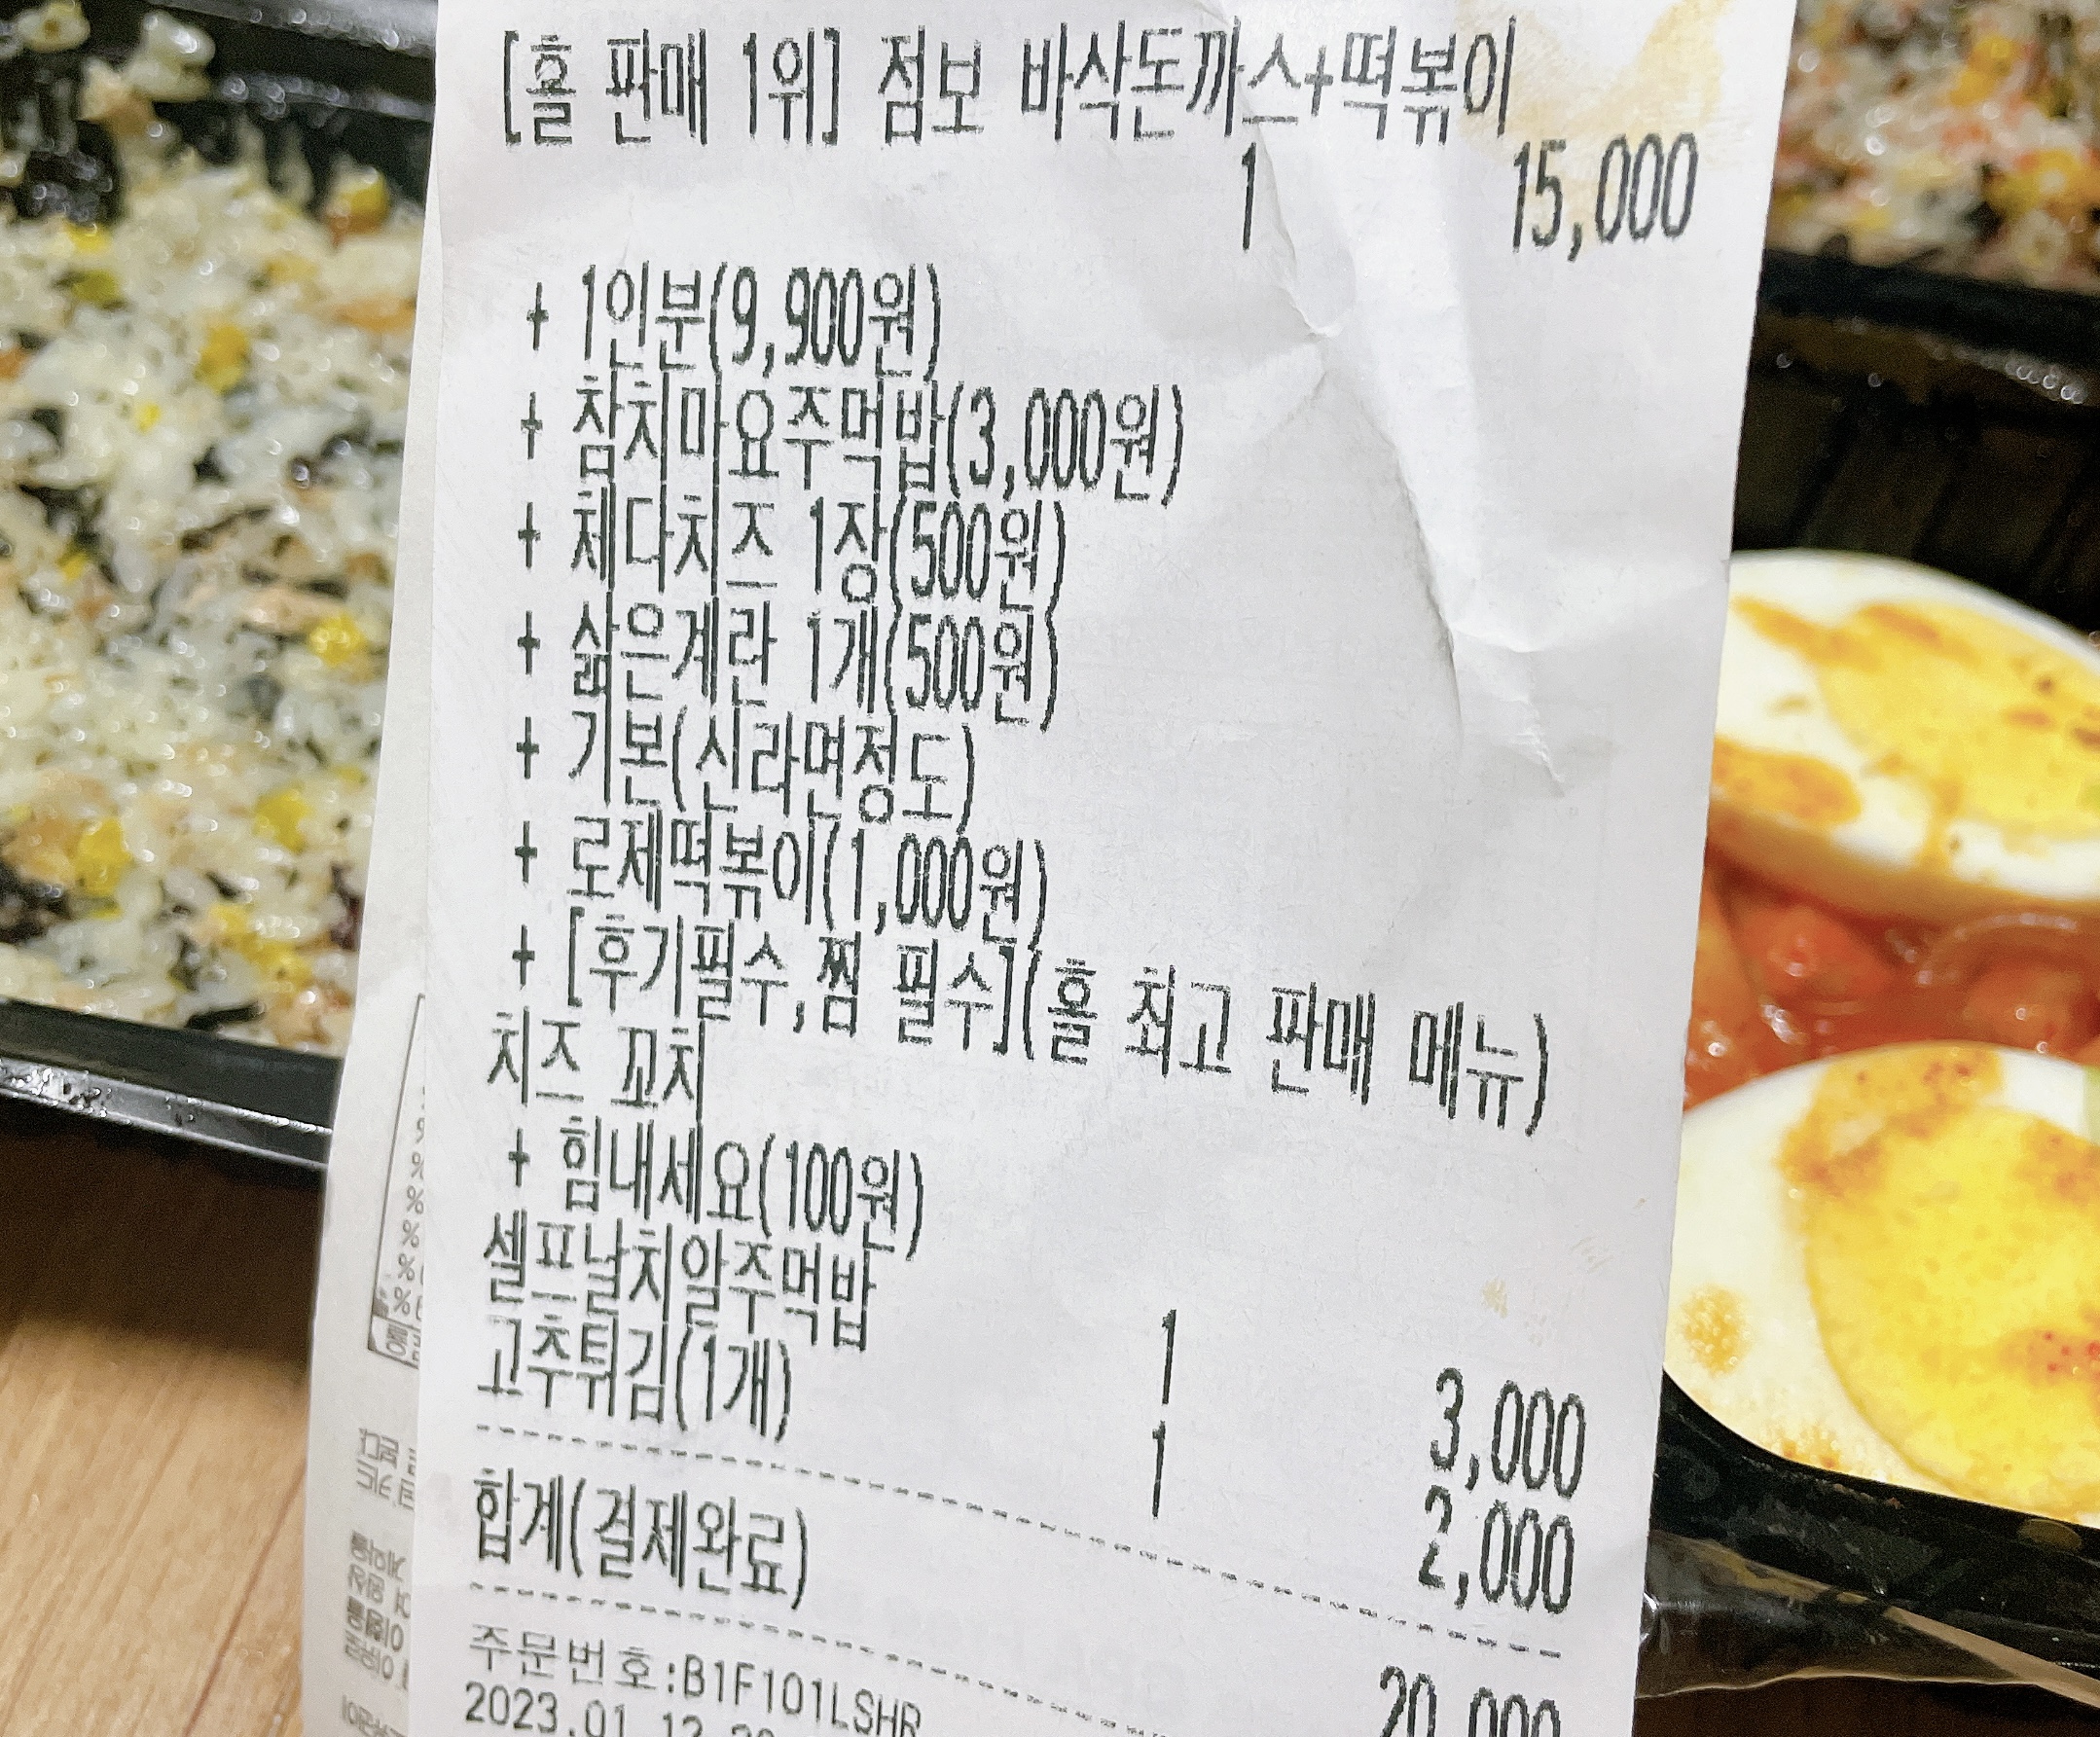 [홀 판매 1위] 점보 바삭돈까스+떡볶이
1 15,000
+ 1인분(9,900원)
+ 참치마요주먹밥(3,000원)
+ 체다치즈 1장(500원)
+ 삶은계란 1개(500원)
+ 기본(신라면정도)
+ 로제떡볶이(1,000원)
+ [후기필수,찜 필수](홀 최고 판매 메뉴)
치즈 꼬치
+ 힘내세요(100원)
셀프날치알주먹밥 1 3,000
고추튀김(1개) 1 2,000
합계(결제완료) 20,000
주문번호:B1F101LSHR
2023.01.12